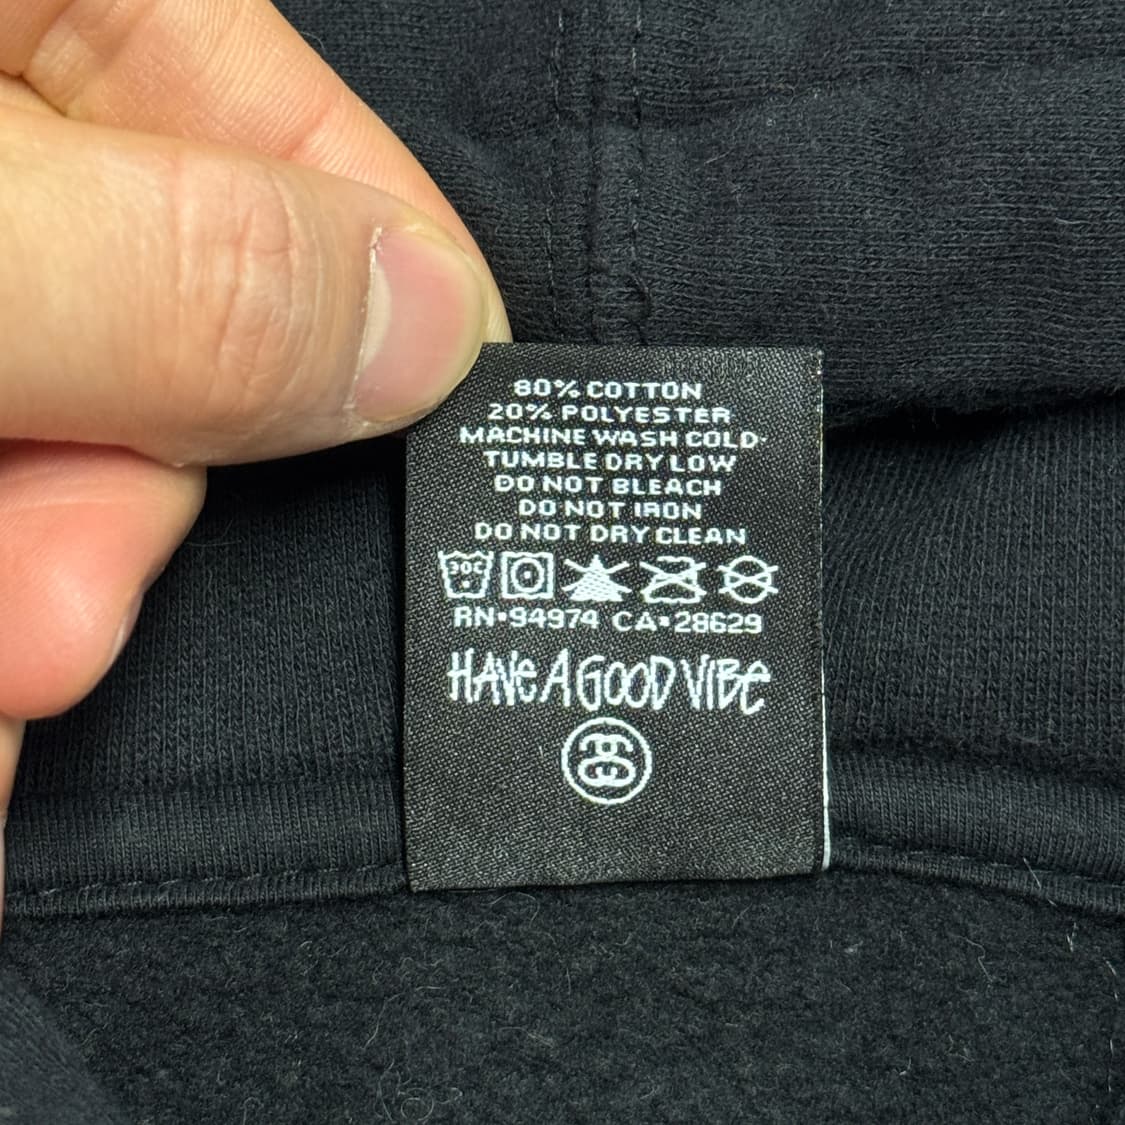 80% COTTON
20% POLYESTER
MACHINE WASH COLD
TUMBLE DRY LOW
DO NOT BLEACH
DO NOT IRON
DO NOT DRY CLEAN
30C
RN•94974 CA•28629
HAVE A GOOD VIBE